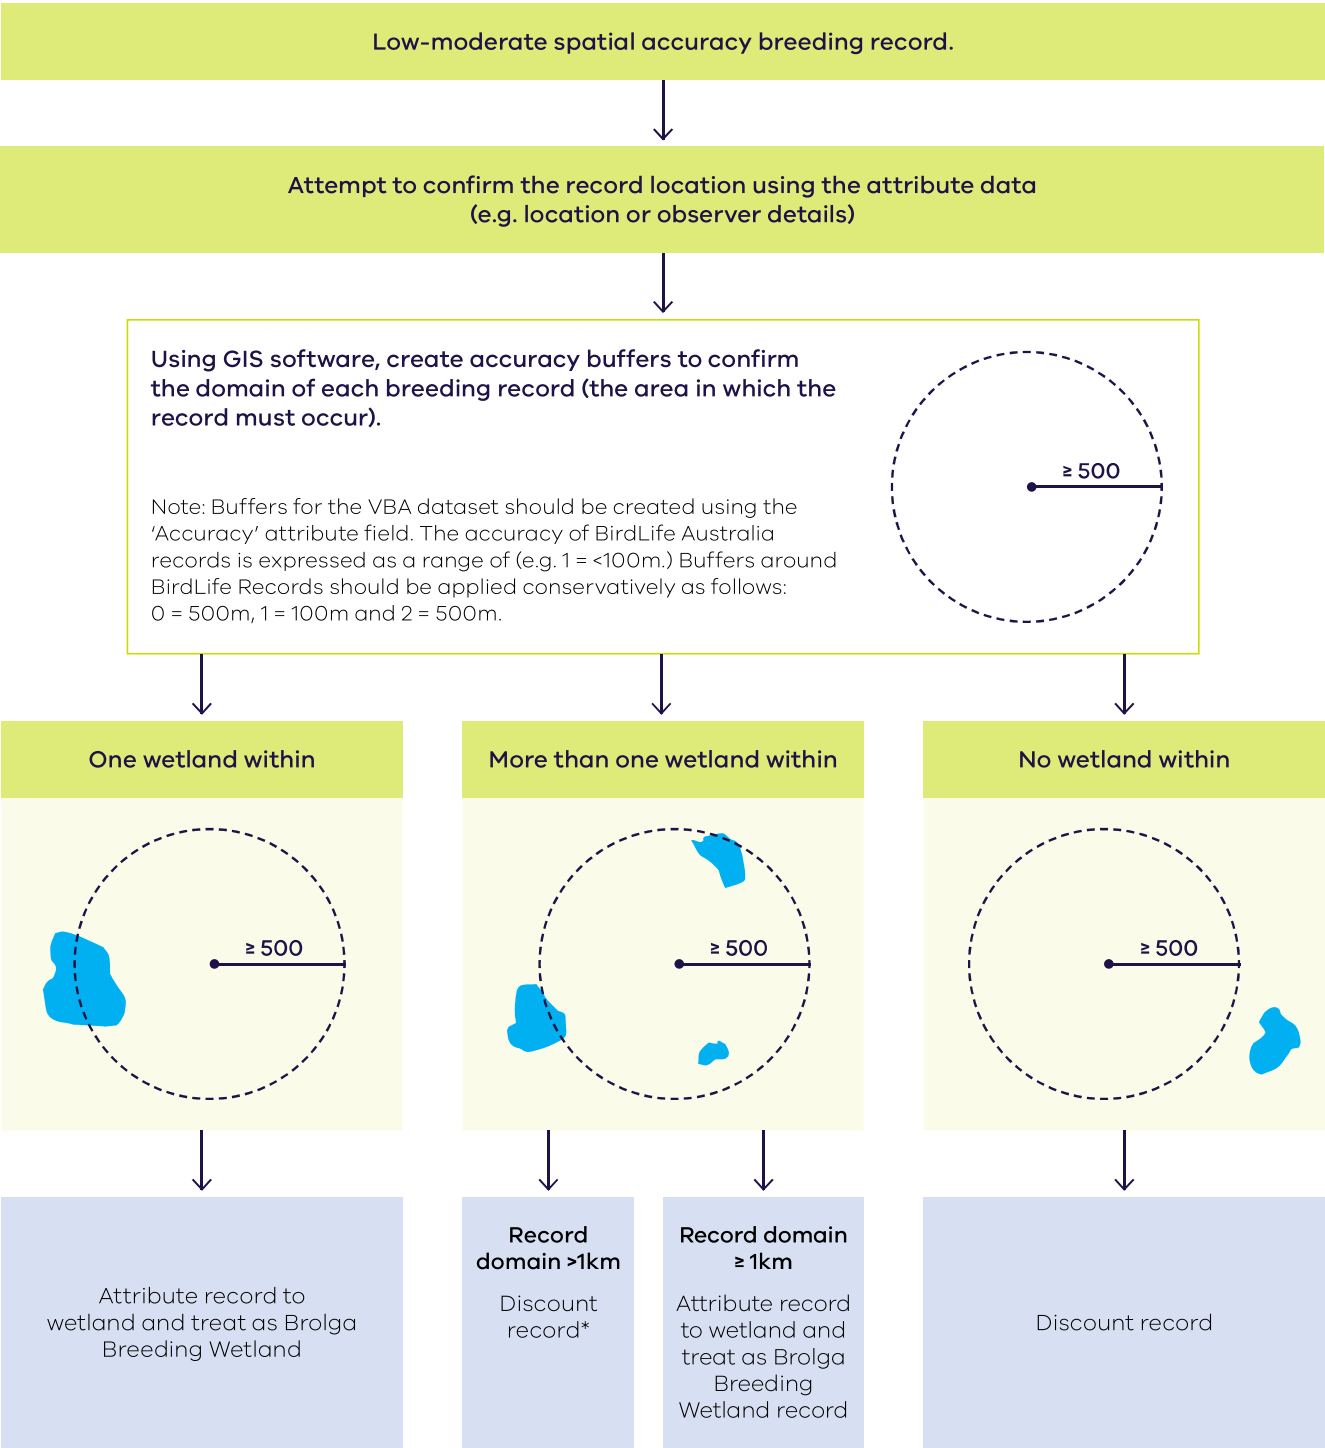 Low-moderate spatial accuracy breeding record.
Attempt to confirm the record location using the attribute data
(e.g. location or observer details)
Using GIS software, create accuracy buffers to confirm
the domain of each breeding record (the area in which the
record must occur).
Note: Buffers for the VBA dataset should be created using the
‘Accuracy’ attribute field. The accuracy of BirdLife Australia
records is expressed as a range of (e.g. 1 = <100m.) Buffers around
BirdLife Records should be applied conservatively as follows:
0 = 500m, 1 = 100m and 2 = 500m.
≥ 500
One wetland within
≥ 500
Attribute record to
wetland and treat as Brolga
Breeding Wetland
More than one wetland within
≥ 500
Record
domain >1km
Discount
record*
Record domain
≥ 1km
Attribute record
to wetland and
treat as Brolga
Breeding
Wetland record
No wetland within
≥ 500
Discount record